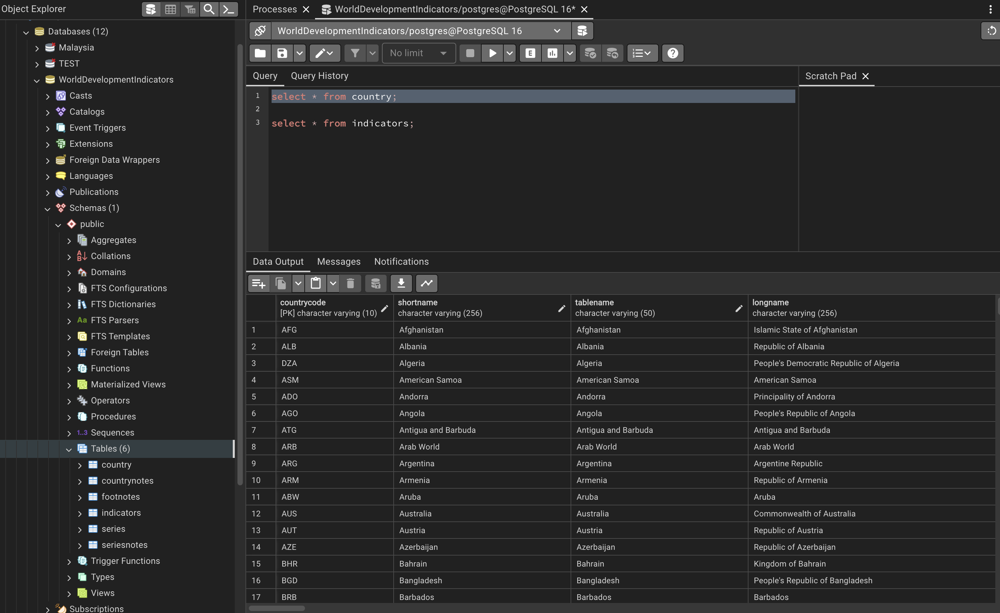 Object Explorer
Databases (12)
Malaysia
TEST
WorldDevelopmentIndicators
Casts
Catalogs
Event Triggers
Extensions
Foreign Data Wrappers
Languages
Publications
Schemas (1)
public
Aggregates
Collations
Domains
FTS Configurations
FTS Dictionaries
Aa FTS Parsers
FTS Templates
Foreign Tables
Functions
Materialized Views
Operators
Procedures
1..3 Sequences
Tables (6)
country
countrynotes
footnotes
indicators
series
seriesnotes
Trigger Functions
Types
Views
Subscriptions
Processes
WorldDevelopmentIndicators/postgres@PostgreSQL 16*
WorldDevelopmentIndicators/postgres@PostgreSQL 16
No limit
E
Query Query History
Scratch Pad
1 select * from country;
2
3 select * from indicators;
Data Output Messages Notifications
countrycode shortname tablename longname
[PK] character varying (10) character varying (256) character varying (50) character varying (256)
1 AFG Afghanistan Afghanistan Islamic State of Afghanistan
2 ALB Albania Albania Republic of Albania
3 DZA Algeria Algeria People's Democratic Republic of Algeria
4 ASM American Samoa American Samoa American Samoa
5 ADO Andorra Andorra Principality of Andorra
6 AGO Angola Angola People's Republic of Angola
7 ATG Antigua and Barbuda Antigua and Barbuda Antigua and Barbuda
8 ARB Arab World Arab World Arab World
9 ARG Argentina Argentina Argentine Republic
10 ARM Armenia Armenia Republic of Armenia
11 ABW Aruba Aruba Aruba
12 AUS Australia Australia Commonwealth of Australia
13 AUT Austria Austria Republic of Austria
14 AZE Azerbaijan Azerbaijan Republic of Azerbaijan
15 BHR Bahrain Bahrain Kingdom of Bahrain
16 BGD Bangladesh Bangladesh People's Republic of Bangladesh
17 BRB Barbados Barbados Barbados